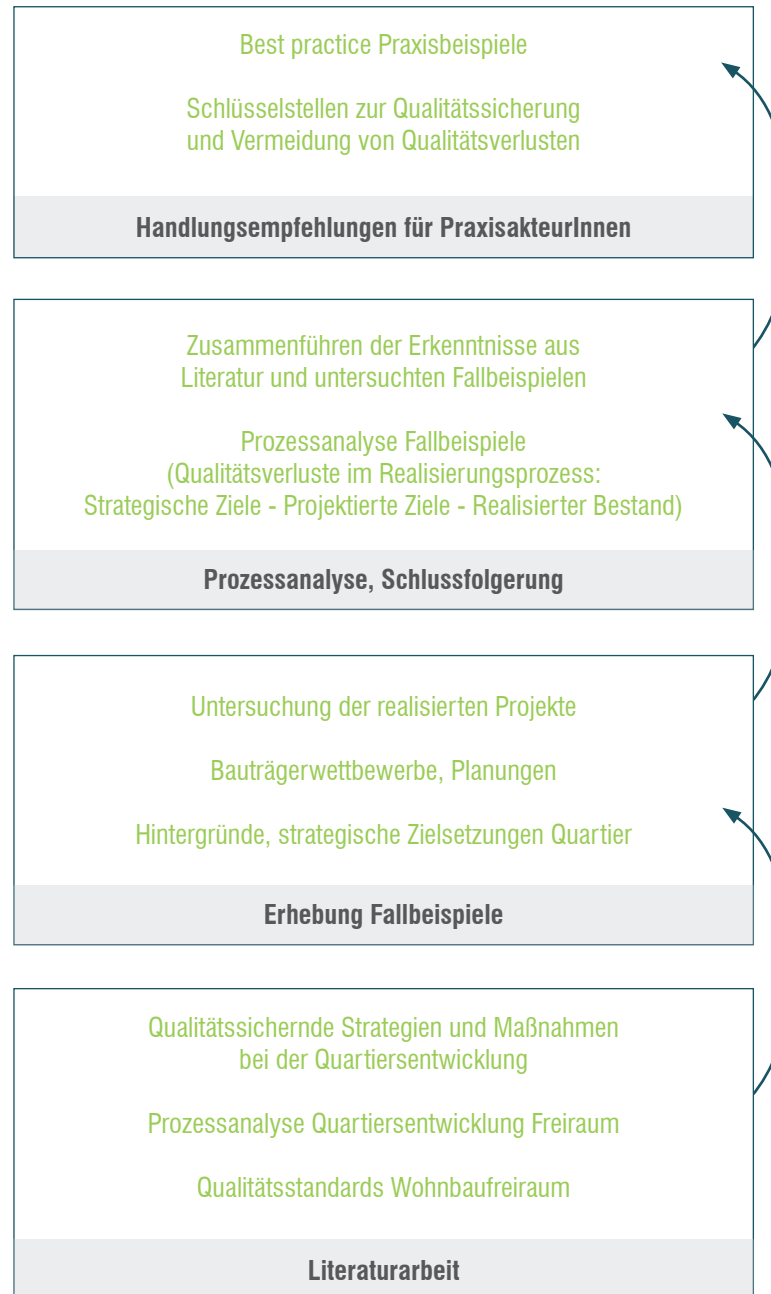 Best practice Praxisbeispiele
Schlüsselstellen zur Qualitätssicherung
und Vermeidung von Qualitätsverlusten
Handlungsempfehlungen für PraxisakteurInnen
Zusammenführen der Erkenntnisse aus
Literatur und untersuchten Fallbeispielen
Prozessanalyse Fallbeispiele
(Qualitätsverluste im Realisierungsprozess:
Strategische Ziele - Projektierte Ziele - Realisierter Bestand)
Prozessanalyse, Schlussfolgerung
Untersuchung der realisierten Projekte
Bauträgerwettbewerbe, Planungen
Hintergründe, strategische Zielsetzungen Quartier
Erhebung Fallbeispiele
Qualitätssichernde Strategien und Maßnahmen
bei der Quartiersentwicklung
Prozessanalyse Quartiersentwicklung Freiraum
Qualitätsstandards Wohnbaufreiraum
Literaturarbeit